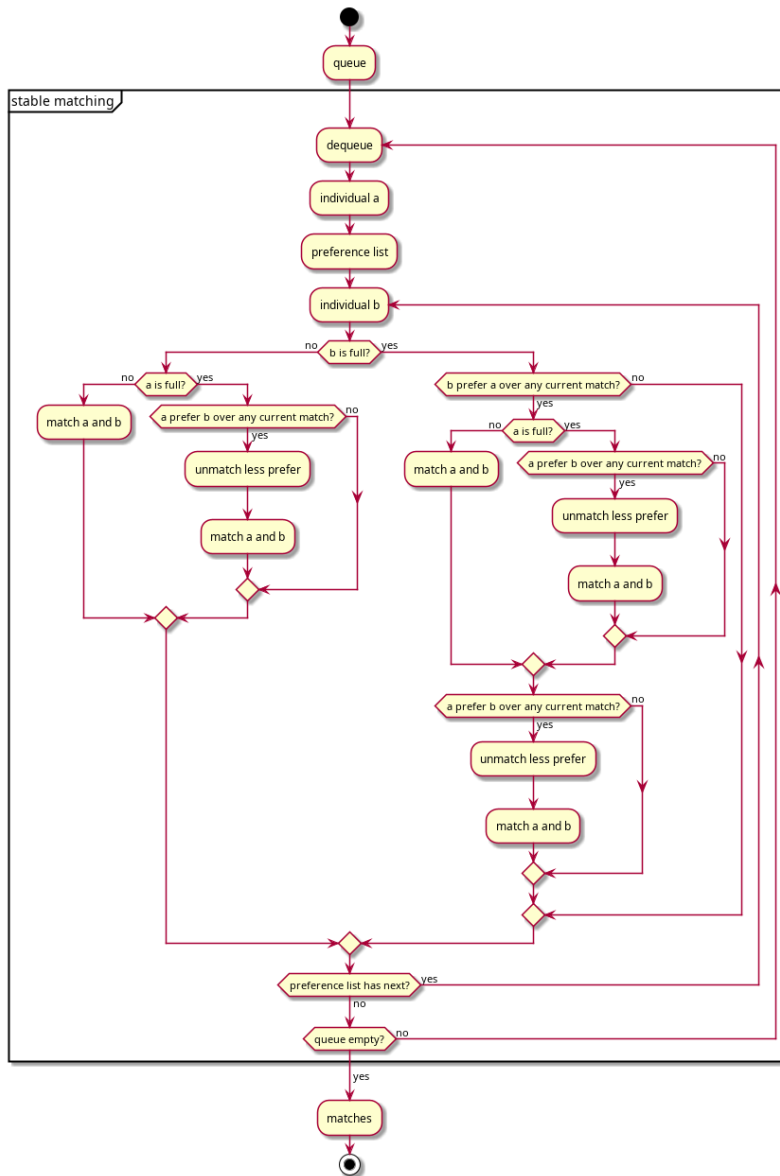 queue
stable matching
dequeue
individual a
preference list
individual b
no
b is full?
yes
no
a is full?
yes
match a and b
a prefer b over any current match?
no
yes
unmatch less prefer
match a and b
b prefer a over any current match?
no
yes
no
a is full?
yes
match a and b
a prefer b over any current match?
no
yes
unmatch less prefer
match a and b
a prefer b over any current match?
no
yes
unmatch less prefer
match a and b
preference list has next?
yes
no
queue empty?
no
yes
matches